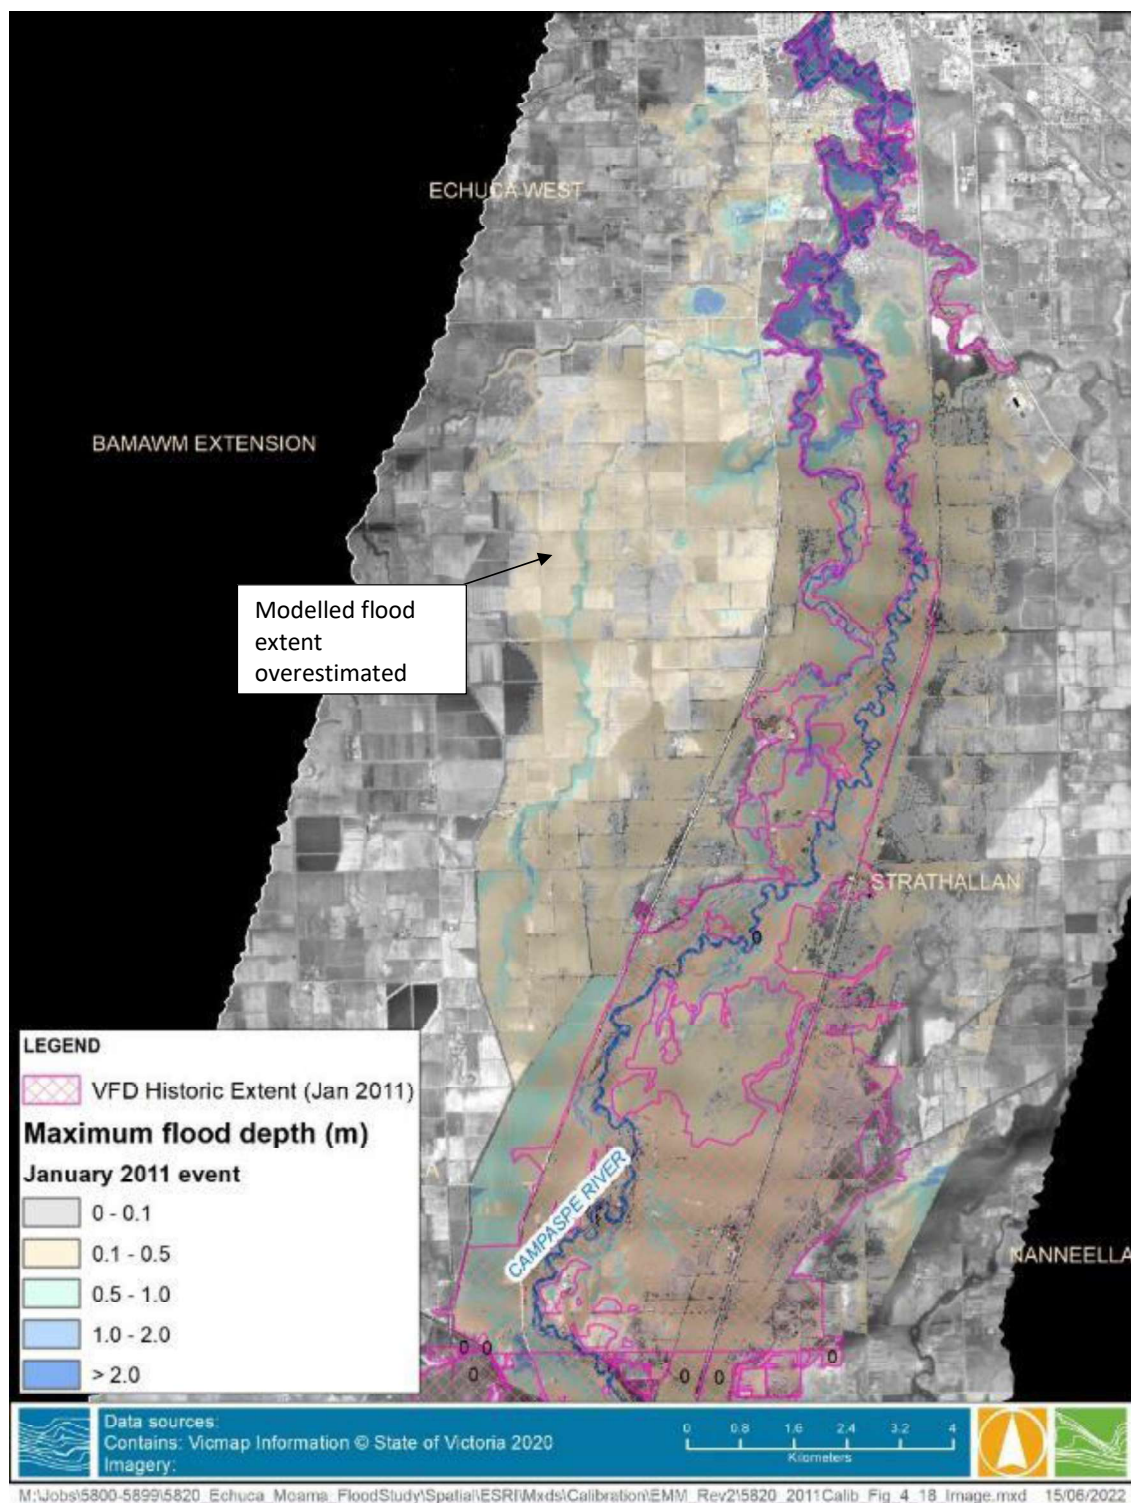 ECHUCA WEST
BAMAWM EXTENSION
Modelled flood
extent
overestimated
STRATHALLAN
0
LEGEND
VFD Historic Extent (Jan 2011)
Maximum flood depth (m)
January 2011 event
0 - 0.1
0.1 - 0.5
0.5 - 1.0
1.0 - 2.0
> 2.0
CAMPASPE RIVER
NANNEELLA
0 0
0
0
0
0
Data sources:
Contains: Vicmap Information © State of Victoria 2020
Imagery:
0 0.8 1.6 2.4 3.2 4
Kilometers
M:\Jobs\5800-5899\5820_Echuca_Moama_FloodStudy\Spatial\ESRI\Mxds\Calibration\EMM_Rev2\5820_2011Calib_Fig_4_18_Image.mxd 15/06/2022